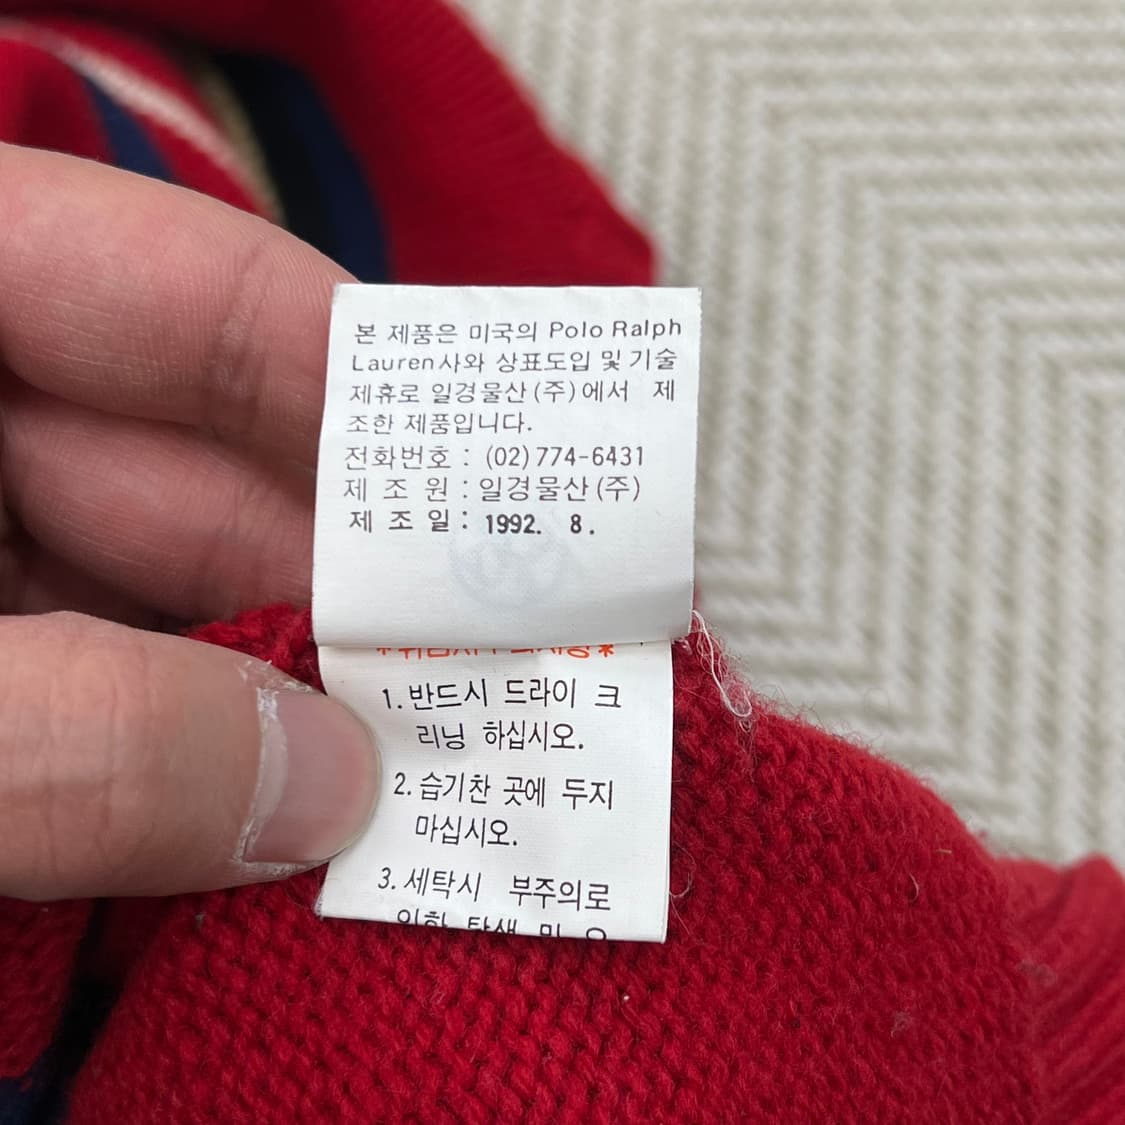 본 제품은 미국의 Polo Ralph
Lauren사와 상표도입 및 기술
제휴로 일경물산(주)에서 제
조한 제품입니다.
전화번호 : (02)774-6431
제 조 원 : 일경물산(주)
제 조 일 : 1992. 8.
1. 반드시 드라이 크
리닝 하십시오.
2. 습기찬 곳에 두지
마십시오.
3. 세탁시 부주의로